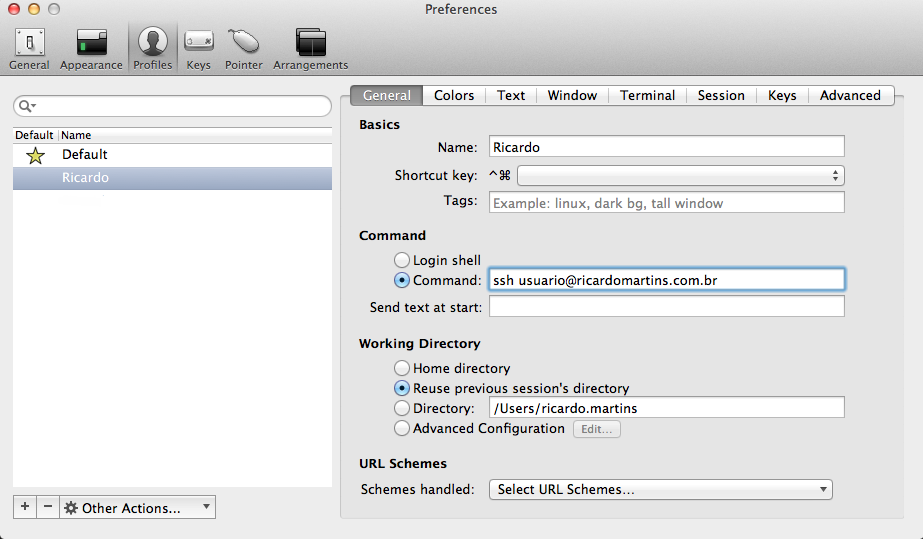 Preferences
General Appearance Profiles Keys Pointer Arrangements
General Colors Text Window Terminal Session Keys Advanced
Default Name
Default
Ricardo
Basics
Name: Ricardo
Shortcut key: ^⌘
Tags: Example: linux, dark bg, tall window
Command
Login shell
Command: ssh usuario@ricardomartins.com.br
Send text at start:
Working Directory
Home directory
Reuse previous session's directory
Directory: /Users/ricardo.martins
Advanced Configuration Edit...
URL Schemes
Schemes handled: Select URL Schemes...
+ − Other Actions...